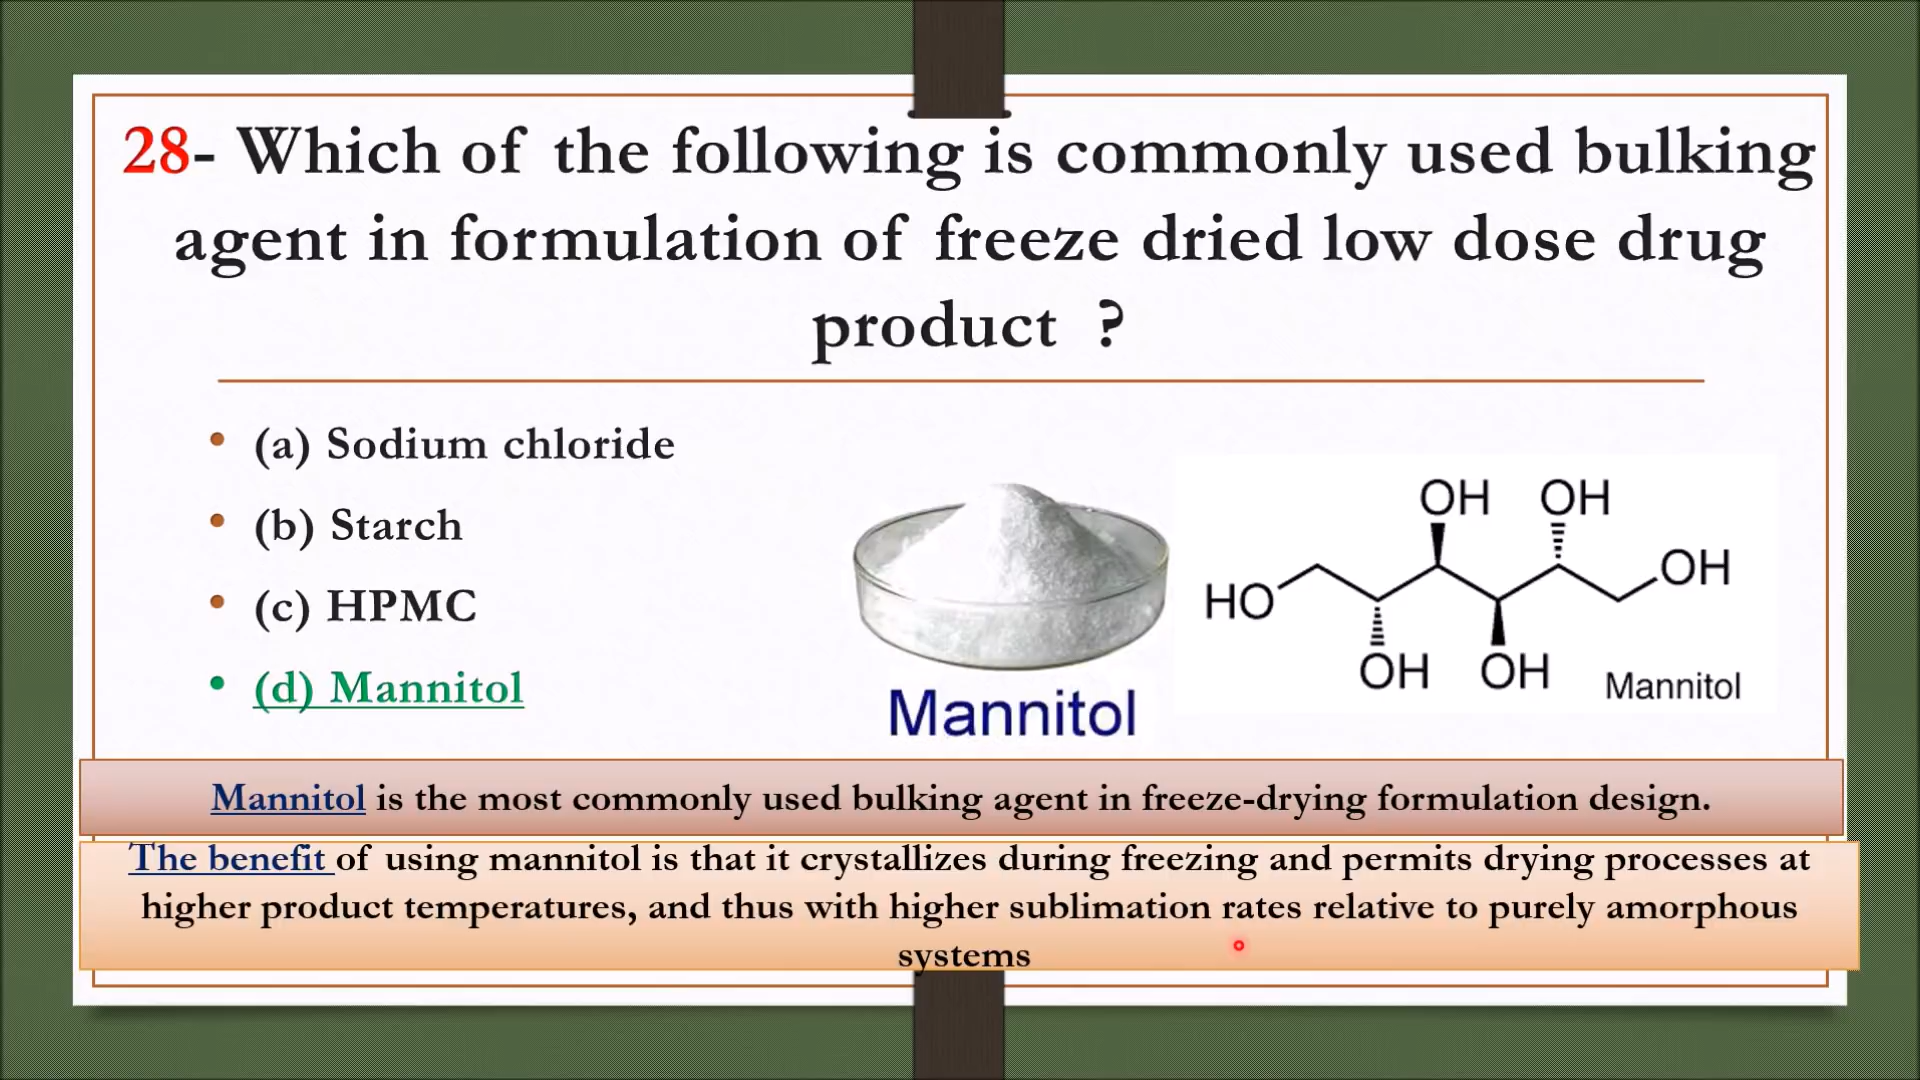 28- Which of the following is commonly used bulking
agent in formulation of freeze dried low dose drug
product ?
• (a) Sodium chloride
• (b) Starch
• (c) HPMC
• (d) Mannitol
Mannitol
OH OH
HO OH
OH OH
Mannitol
Mannitol is the most commonly used bulking agent in freeze-drying formulation design.
The benefit of using mannitol is that it crystallizes during freezing and permits drying processes at
higher product temperatures, and thus with higher sublimation rates relative to purely amorphous
systems